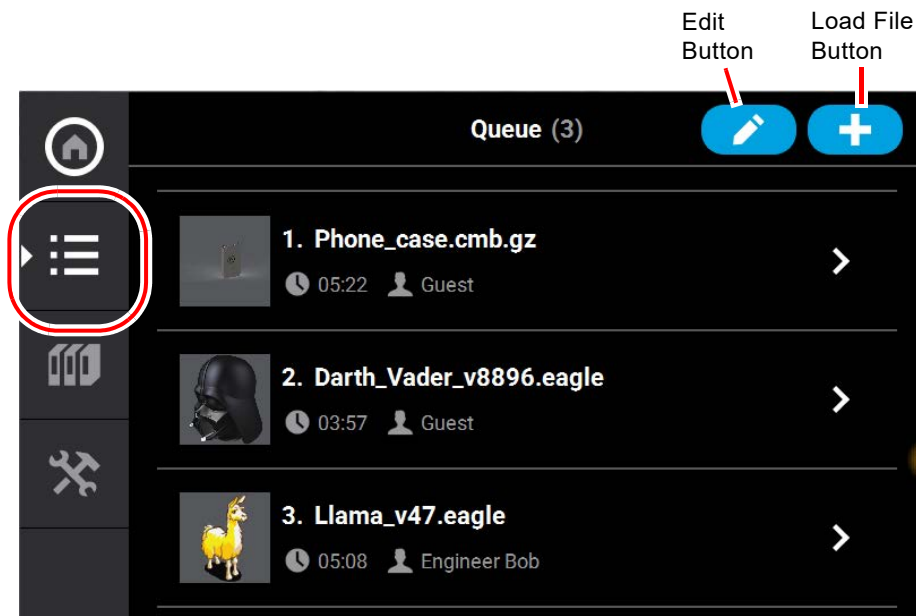 Edit
Button
Load File
Button
Queue (3)
1. Phone_case.cmb.gz
05:22 Guest
2. Darth_Vader_v8896.eagle
03:57 Guest
3. Llama_v47.eagle
05:08 Engineer Bob